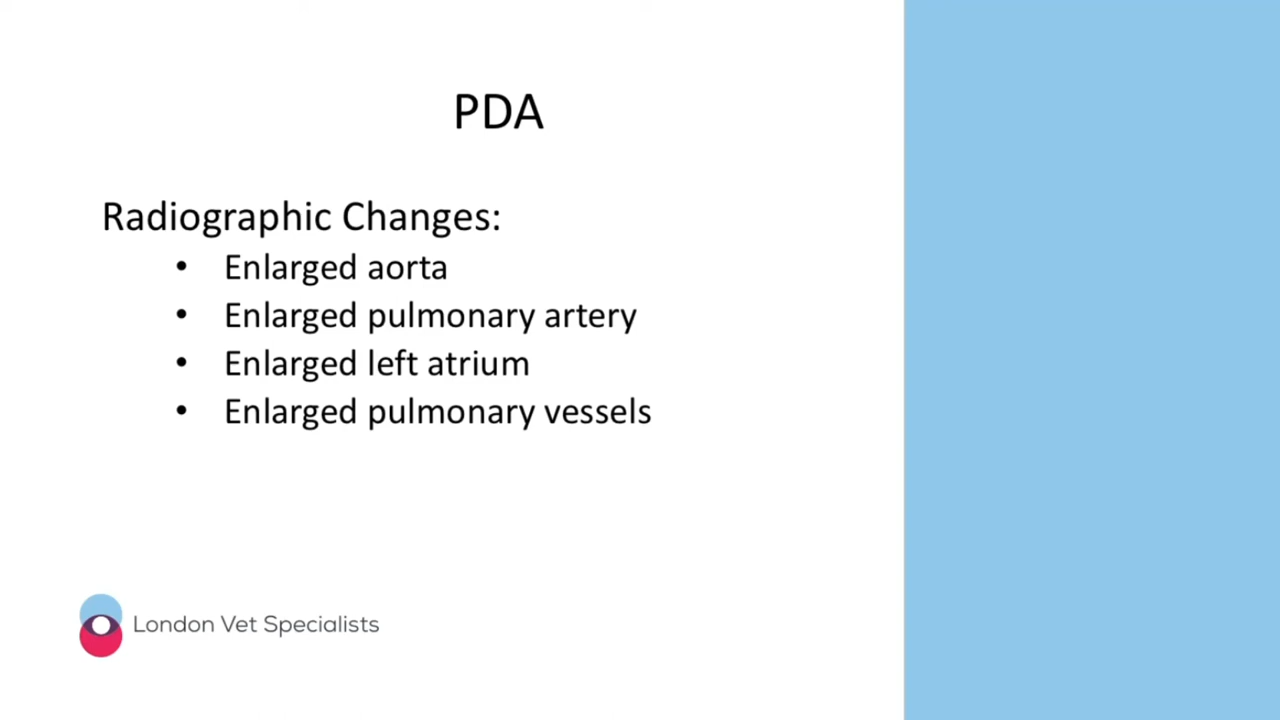 PDA
Radiographic Changes:
• Enlarged aorta
• Enlarged pulmonary artery
• Enlarged left atrium
• Enlarged pulmonary vessels
London Vet Specialists